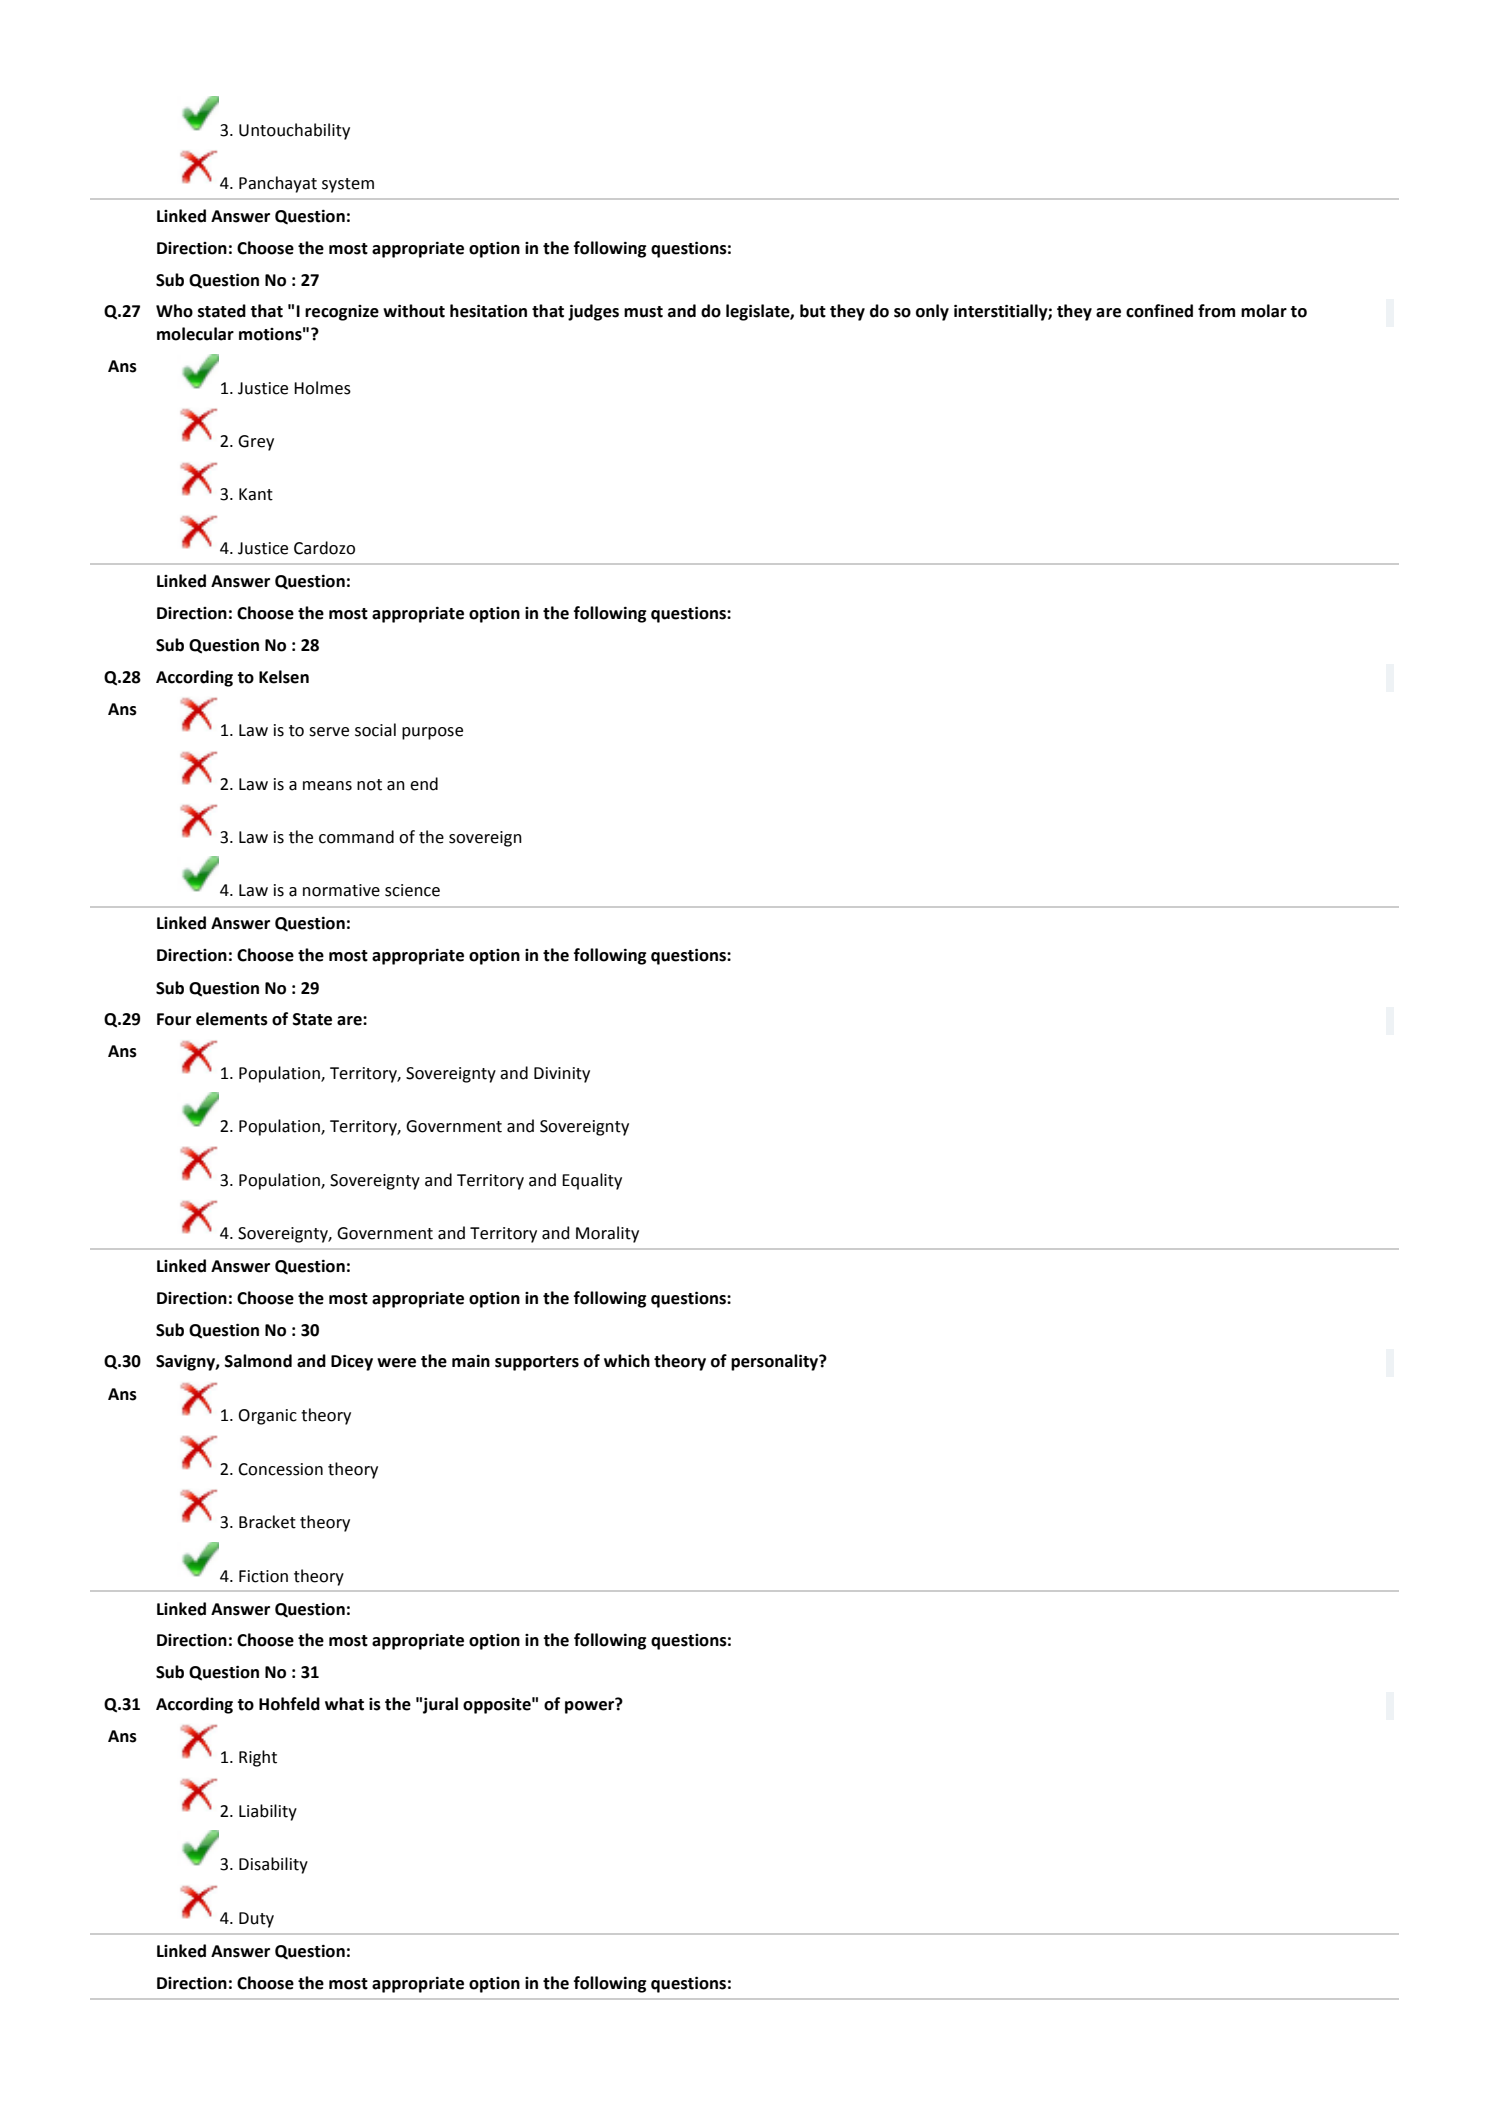 3. Untouchability
4. Panchayat system
Linked Answer Question:
Direction: Choose the most appropriate option in the following questions:
Sub Question No : 27
Q.27 Who stated that "I recognize without hesitation that judges must and do legislate, but they do so only interstitially; they are confined from molar to
molecular motions"?
Ans
1. Justice Holmes
2. Grey
3. Kant
4. Justice Cardozo
Linked Answer Question:
Direction: Choose the most appropriate option in the following questions:
Sub Question No : 28
Q.28 According to Kelsen
Ans
1. Law is to serve social purpose
2. Law is a means not an end
3. Law is the command of the sovereign
4. Law is a normative science
Linked Answer Question:
Direction: Choose the most appropriate option in the following questions:
Sub Question No : 29
Q.29 Four elements of State are:
Ans
1. Population, Territory, Sovereignty and Divinity
2. Population, Territory, Government and Sovereignty
3. Population, Sovereignty and Territory and Equality
4. Sovereignty, Government and Territory and Morality
Linked Answer Question:
Direction: Choose the most appropriate option in the following questions:
Sub Question No : 30
Q.30 Savigny, Salmond and Dicey were the main supporters of which theory of personality?
Ans
1. Organic theory
2. Concession theory
3. Bracket theory
4. Fiction theory
Linked Answer Question:
Direction: Choose the most appropriate option in the following questions:
Sub Question No : 31
Q.31 According to Hohfeld what is the "jural opposite" of power?
Ans
1. Right
2. Liability
3. Disability
4. Duty
Linked Answer Question:
Direction: Choose the most appropriate option in the following questions: